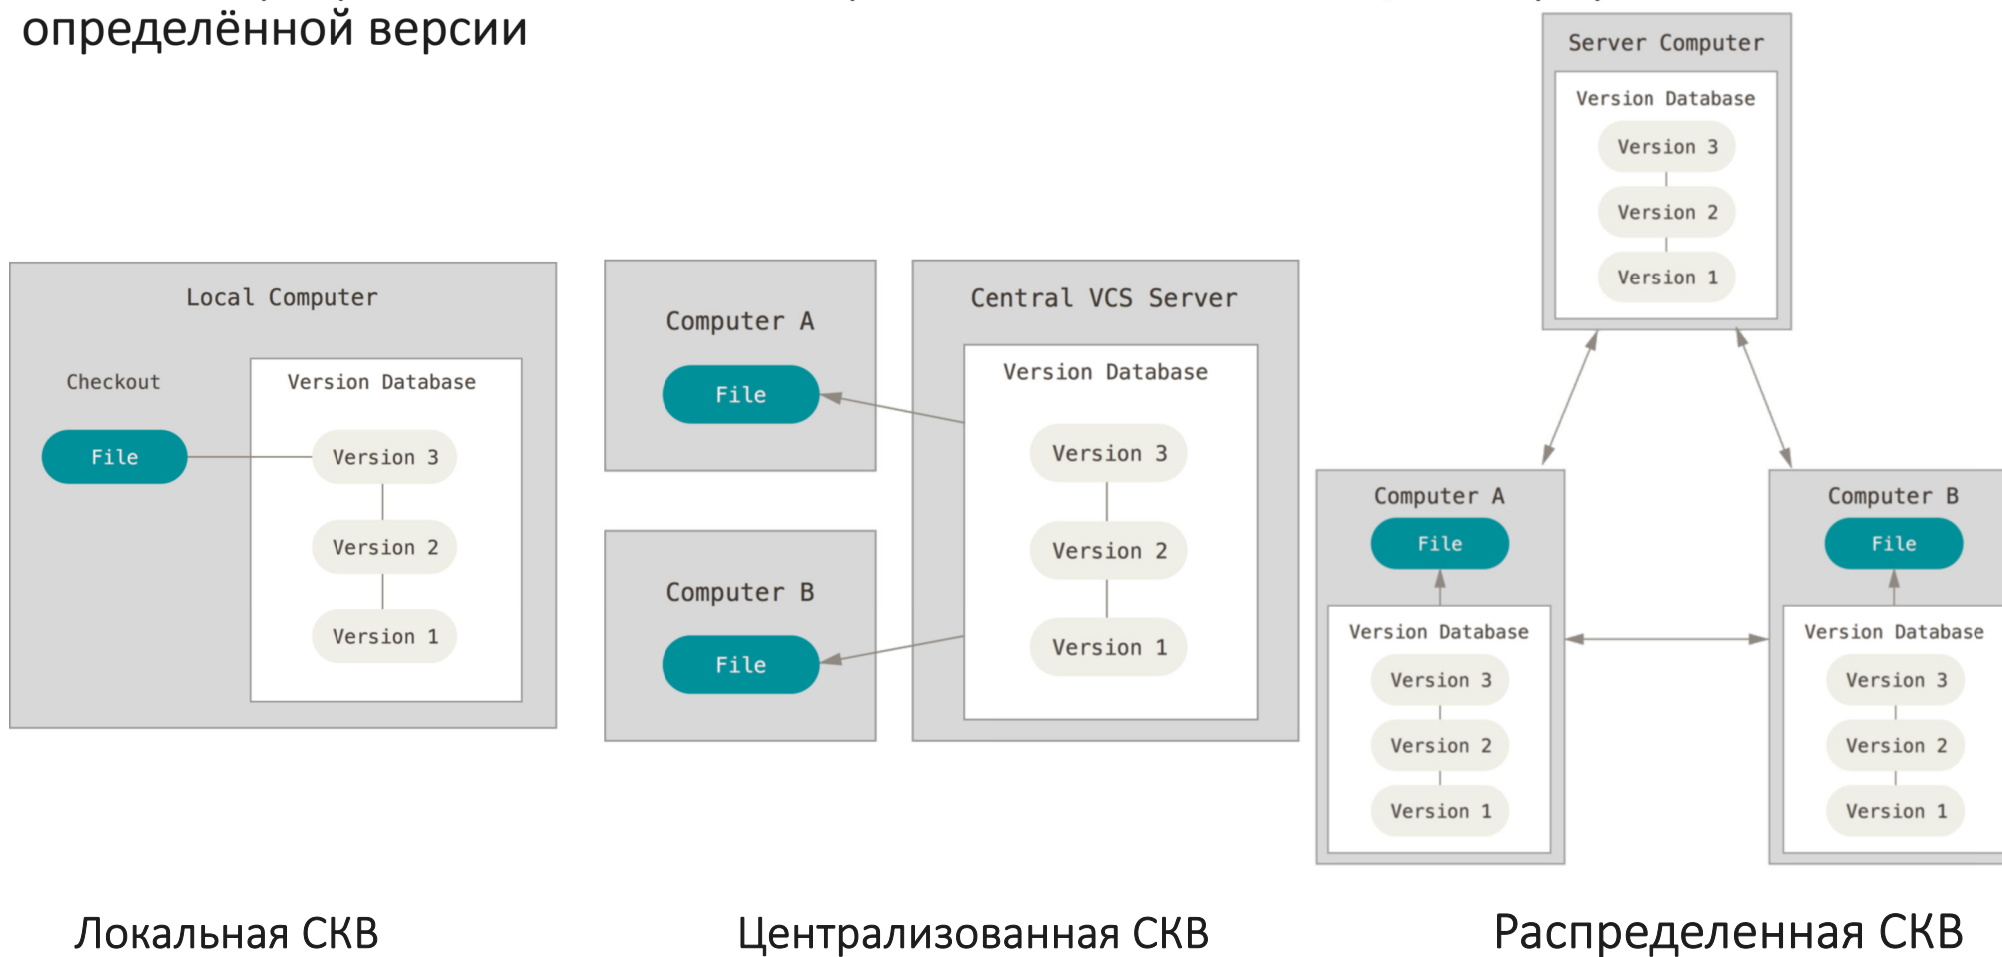 определённой версии
Server Computer
Version Database
Version 3
Version 2
Version 1
Local Computer
Checkout
File
Version Database
Version 3
Version 2
Version 1
Computer A
File
Computer B
File
Central VCS Server
Version Database
Version 3
Version 2
Version 1
Computer A
File
Version Database
Version 3
Version 2
Version 1
Computer B
File
Version Database
Version 3
Version 2
Version 1
Локальная СКВ
Централизованная СКВ
Распределенная СКВ